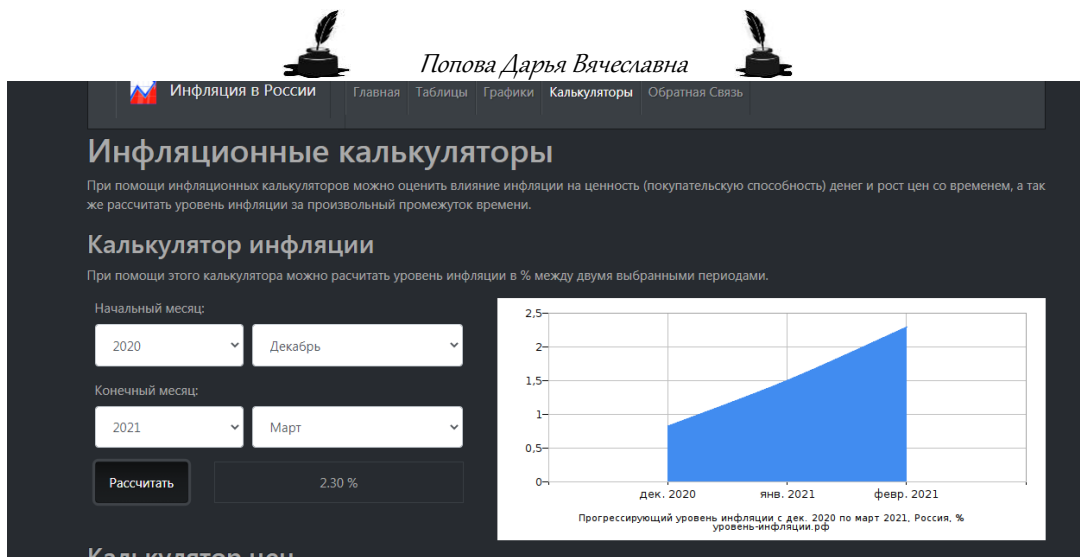 Попова Дарья Вячеславна
Инфляция в России Главная Таблицы Графики Калькуляторы Обратная Связь
Инфляционные калькуляторы
При помощи инфляционных калькуляторов можно оценить влияние инфляции на ценность (покупательскую способность) денег и рост цен со временем, а так
же рассчитать уровень инфляции за произвольный промежуток времени.
Калькулятор инфляции
При помощи этого калькулятора можно расчитать уровень инфляции в % между двумя выбранными периодами.
Начальный месяц:
2020 Декабрь
Конечный месяц:
2021 Март
Рассчитать 2.30 %
2,5
2
1,5
1
0,5
0
дек. 2020 янв. 2021 февр. 2021
Прогрессирующий уровень инфляции с дек. 2020 по март 2021, Россия, %
уровень-инфляции.рф
Калькулятор цен